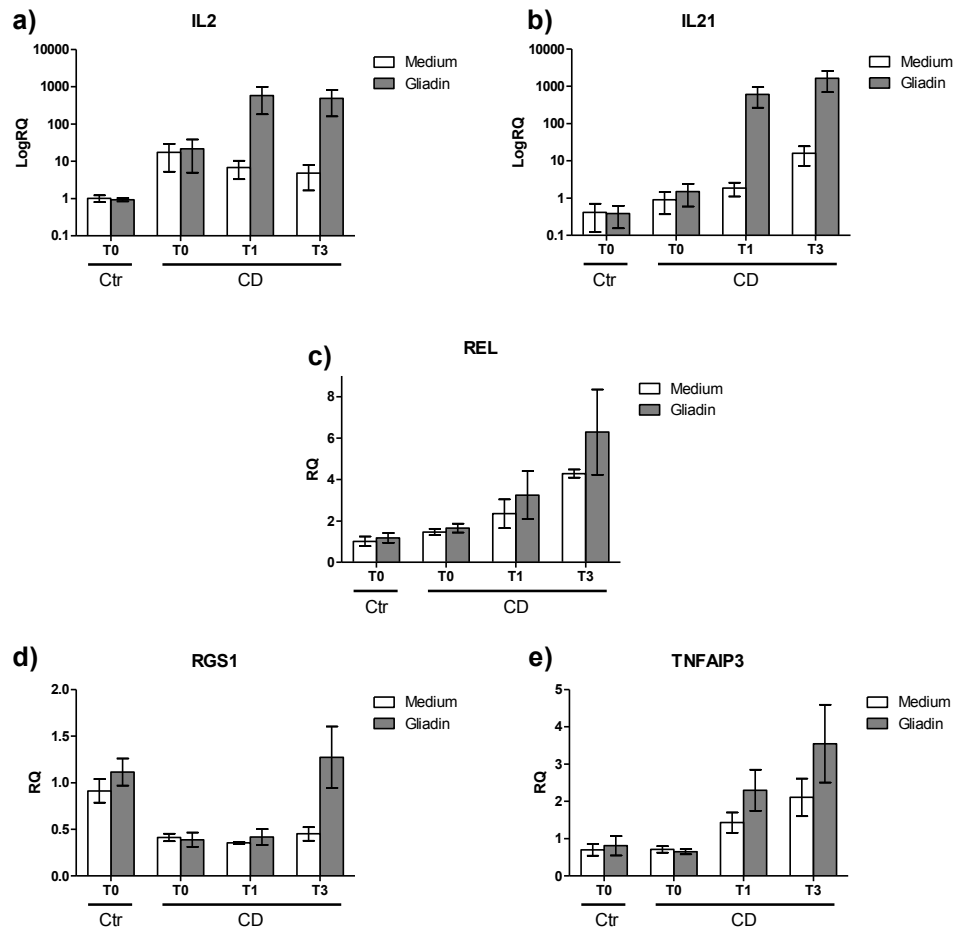 a)
IL2
10000
1000
100
10
1
0.1
LogRQ
T0 T0 T1 T3
Ctr CD
Medium
Gliadin
b)
IL21
10000
1000
100
10
1
0.1
LogRQ
T0 T0 T1 T3
Ctr CD
Medium
Gliadin
c)
REL
8
6
4
2
0
RQ
T0 T0 T1 T3
Ctr CD
Medium
Gliadin
d)
RGS1
2.0
1.5
1.0
0.5
0.0
RQ
T0 T0 T1 T3
Ctr CD
Medium
Gliadin
e)
TNFAIP3
5
4
3
2
1
0
RQ
T0 T0 T1 T3
Ctr CD
Medium
Gliadin